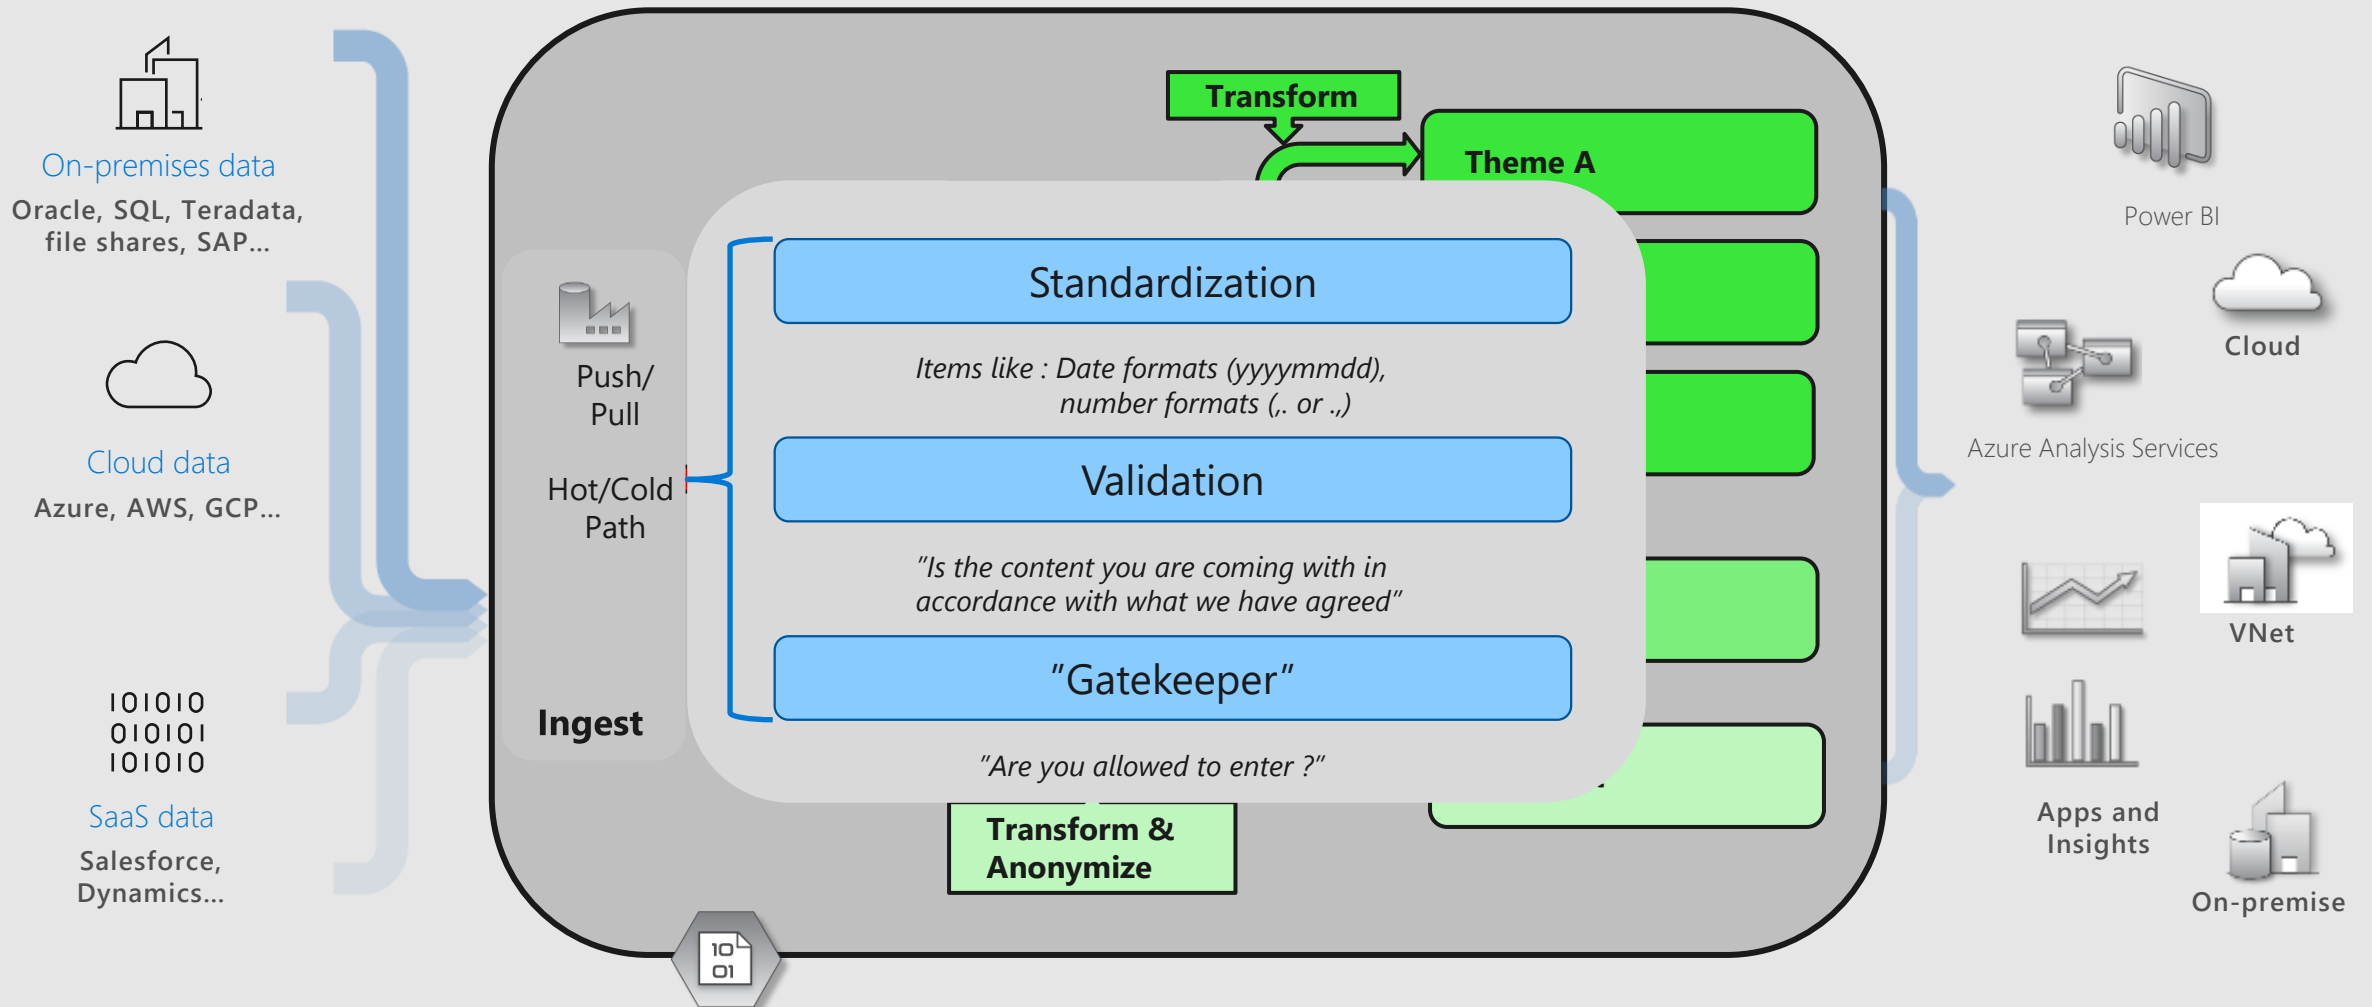 On-premises data
Oracle, SQL, Teradata,
file shares, SAP...
Cloud data
Azure, AWS, GCP...
101010
010101
101010
SaaS data
Salesforce,
Dynamics...
Push/
Pull
Hot/Cold
Path
Ingest
Transform
Theme A
Standardization
Items like : Date formats (yyyymmdd),
number formats (,. or .,)
Validation
"Is the content you are coming with in
accordance with what we have agreed"
"Gatekeeper"
"Are you allowed to enter ?"
Transform &
Anonymize
10
01
Power BI
Cloud
Azure Analysis Services
VNet
Apps and
Insights
On-premise